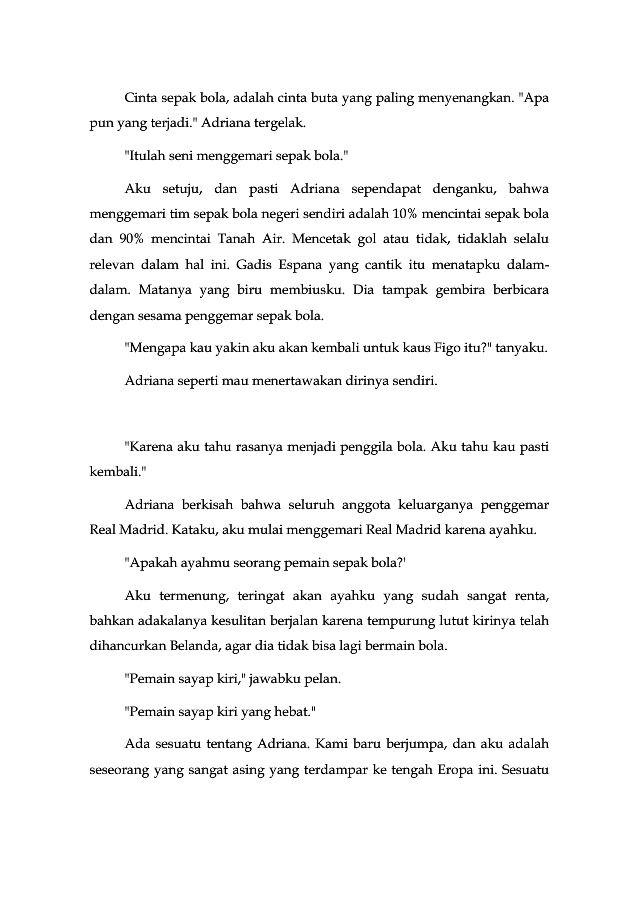 Cinta sepak bola, adalah cinta buta yang paling menyenangkan. "Apa
pun yang terjadi." Adriana tergelak.
"Itulah seni menggemari sepak bola."
Aku setuju, dan pasti Adriana sependapat denganku, bahwa
menggemari tim sepak bola negeri sendiri adalah 10% mencintai sepak bola
dan 90% mencintai Tanah Air. Mencetak gol atau tidak, tidaklah selalu
relevan dalam hal ini. Gadis Espana yang cantik itu menatapku dalam-
dalam. Matanya yang biru membiusku. Dia tampak gembira berbicara
dengan sesama penggemar sepak bola.
"Mengapa kau yakin aku akan kembali untuk kaus Figo itu?" tanyaku.
Adriana seperti mau menertawakan dirinya sendiri.
"Karena aku tahu rasanya menjadi penggila bola. Aku tahu kau pasti
kembali."
Adriana berkisah bahwa seluruh anggota keluarganya penggemar
Real Madrid. Kataku, aku mulai menggemari Real Madrid karena ayahku.
"Apakah ayahmu seorang pemain sepak bola?'
Aku termenung, teringat akan ayahku yang sudah sangat renta,
bahkan adakalanya kesulitan berjalan karena tempurung lutut kirinya telah
dihancurkan Belanda, agar dia tidak bisa lagi bermain bola.
"Pemain sayap kiri," jawabku pelan.
"Pemain sayap kiri yang hebat."
Ada sesuatu tentang Adriana. Kami baru berjumpa, dan aku adalah
seseorang yang sangat asing yang terdampar ke tengah Eropa ini. Sesuatu